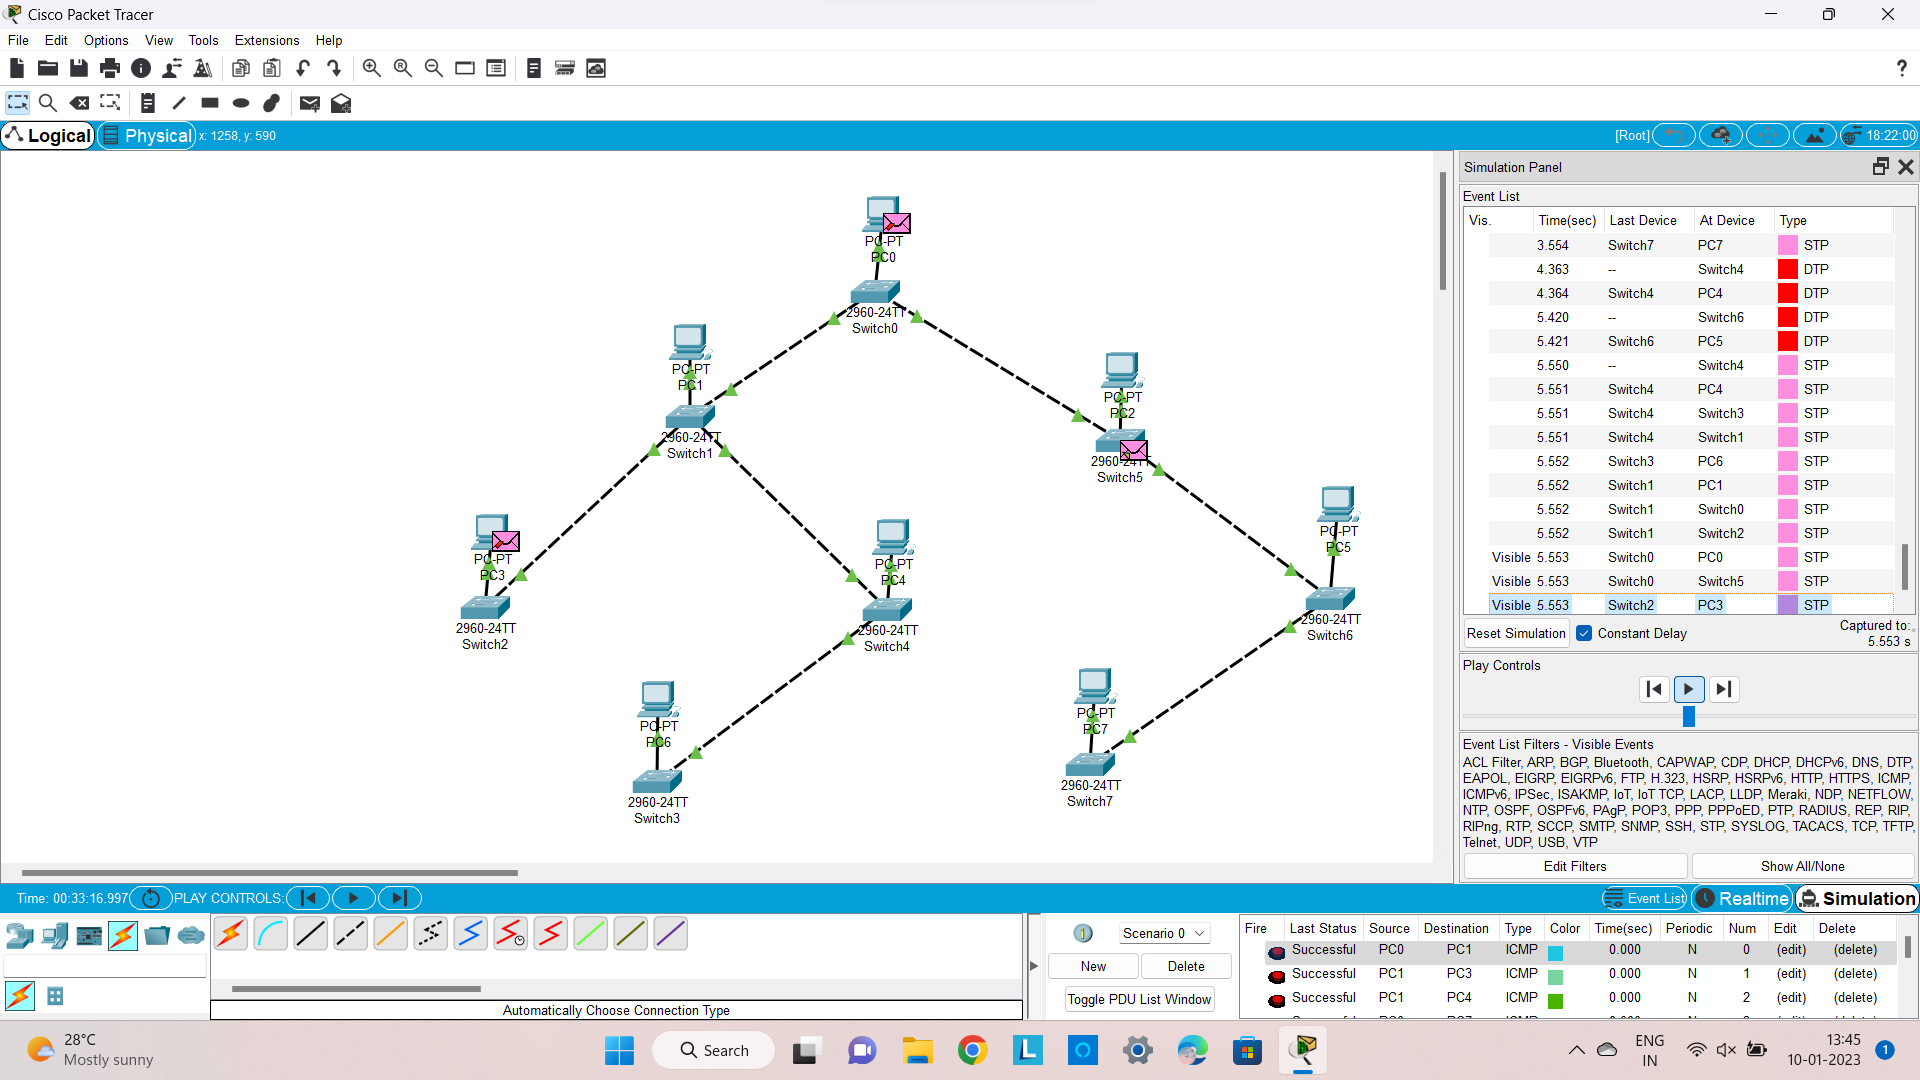 Cisco Packet Tracer
File Edit Options View Tools Extensions Help
Logical Physical x: 1258, y: 590 [Root] 18:22:00
PC-PT
PC0
2960-24TT
Switch0
PC-PT
PC1
2960-24TT
Switch1
PC-PT
PC2
2960-24TT
Switch5
PC-PT
PC5
2960-24TT
Switch6
PC-PT
PC3
2960-24TT
Switch2
PC-PT
PC4
2960-24TT
Switch4
PC-PT
PC6
2960-24TT
Switch3
PC-PT
PC7
2960-24TT
Switch7
Simulation Panel
Event List
Vis. Time(sec) Last Device At Device Type
3.554 Switch7 PC7 STP
4.363 -- Switch4 DTP
4.364 Switch4 PC4 DTP
5.420 -- Switch6 DTP
5.421 Switch6 PC5 DTP
5.550 -- Switch4 STP
5.551 Switch4 PC4 STP
5.551 Switch4 Switch3 STP
5.551 Switch4 Switch1 STP
5.552 Switch3 PC6 STP
5.552 Switch1 PC1 STP
5.552 Switch1 Switch0 STP
5.552 Switch1 Switch2 STP
Visible 5.553 Switch0 PC0 STP
Visible 5.553 Switch0 Switch5 STP
Visible 5.553 Switch2 PC3 STP
Reset Simulation Constant Delay Captured to:
5.553 s
Play Controls
Event List Filters - Visible Events
ACL Filter, ARP, BGP, Bluetooth, CAPWAP, CDP, DHCP, DHCPv6, DNS, DTP,
EAPOL, EIGRP, EIGRPv6, FTP, H.323, HSRP, HSRPv6, HTTP, HTTPS, ICMP,
ICMPv6, IPSec, ISAKMP, IoT, IoT TCP, LACP, LLDP, Meraki, NDP, NETFLOW,
NTP, OSPF, OSPFv6, PAgP, POP3, PPP, PPPoED, PTP, RADIUS, REP, RIP,
RIPng, RTP, SCCP, SMTP, SNMP, SSH, STP, SYSLOG, TACACS, TCP, TFTP,
Telnet, UDP, USB, VTP
Edit Filters Show All/None
Time: 00:33:16.997 PLAY CONTROLS: Event List Realtime Simulation
Automatically Choose Connection Type
Scenario 0
New Delete
Toggle PDU List Window
Fire Last Status Source Destination Type Color Time(sec) Periodic Num Edit Delete
Successful PC0 PC1 ICMP 0.000 N 0 (edit) (delete)
Successful PC1 PC3 ICMP 0.000 N 1 (edit) (delete)
Successful PC1 PC4 ICMP 0.000 N 2 (edit) (delete)
28°C
Mostly sunny
Search
ENG
IN
13:45
10-01-2023
1